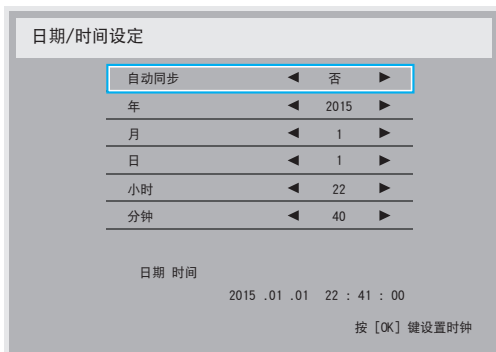 日期/时间设定
自动同步 ◀ 否 ▶
年 ◀ 2015 ▶
月 ◀ 1 ▶
日 ◀ 1 ▶
小时 ◀ 22 ▶
分钟 ◀ 40 ▶
日期 时间
2015 .01 .01 22 : 41 : 00
按 [OK] 键设置时钟